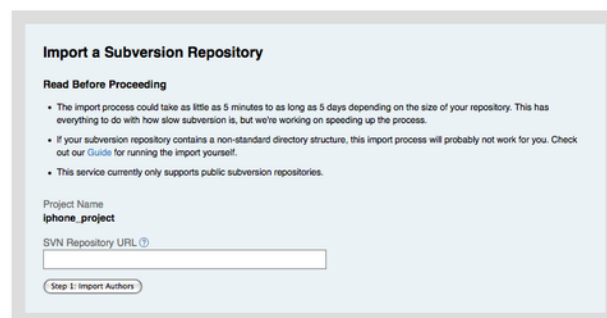 Import a Subversion Repository
Read Before Proceeding
• The import process could take as little as 5 minutes to as long as 5 days depending on the size of your repository. This has
everything to do with how slow subversion is, but we're working on speeding up the process.
• If your subversion repository contains a non-standard directory structure, this import process will probably not work for you. Check
out our Guide for running the import yourself.
• This service currently only supports public subversion repositories.
Project Name
iphone_project
SVN Repository URL ?
Step 1: Import Authors